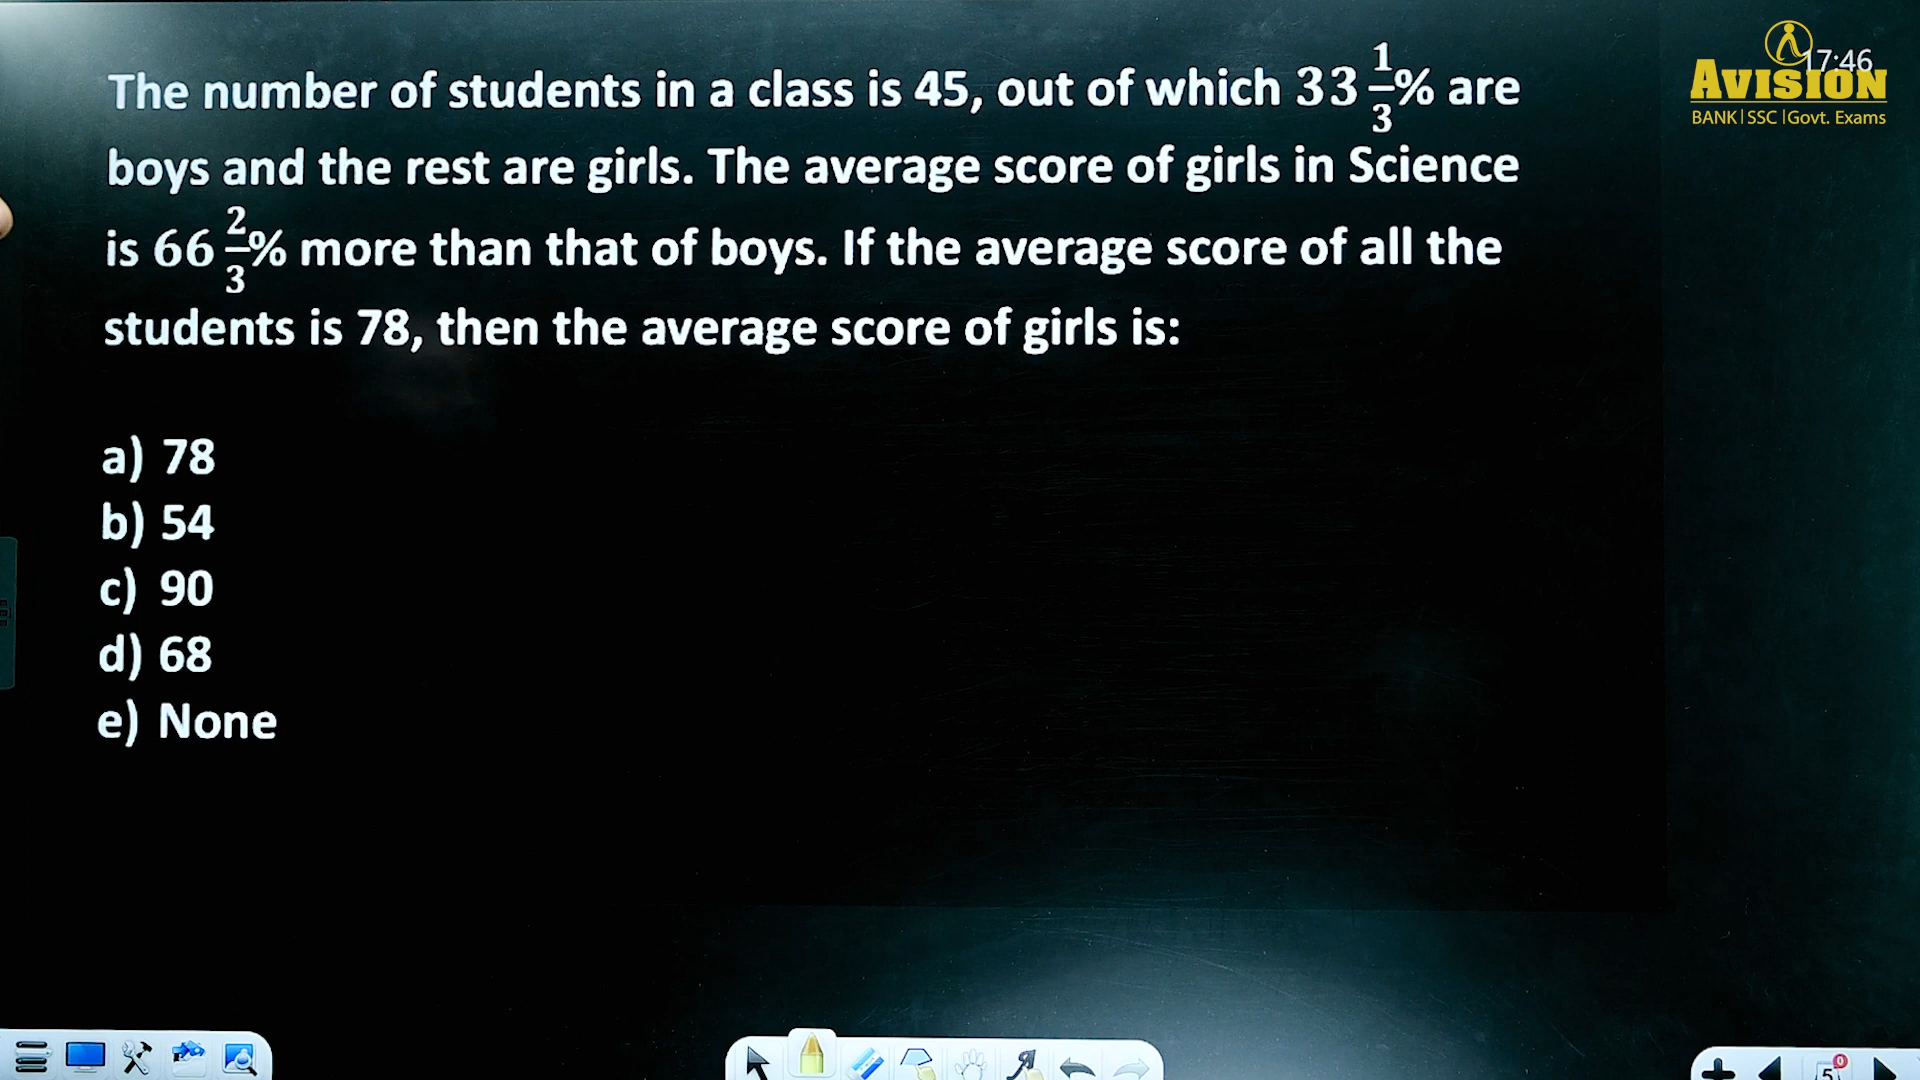 The number of students in a class is 45, out of which 33 1/3% are
boys and the rest are girls. The average score of girls in Science
is 66 2/3% more than that of boys. If the average score of all the
students is 78, then the average score of girls is:
a) 78
b) 54
c) 90
d) 68
e) None
17:46
AVISION
BANK | SSC | Govt. Exams
5
0